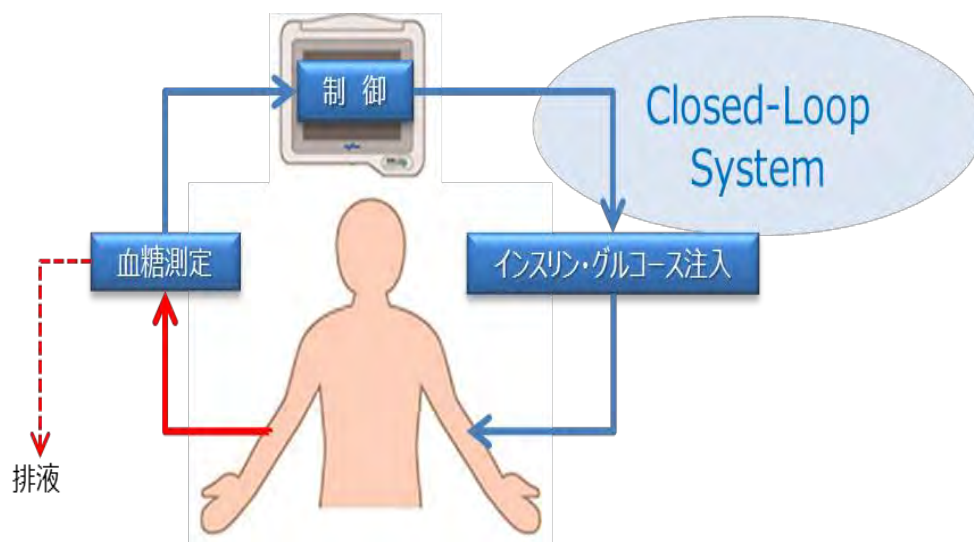 制 御
Closed-Loop
System
血糖測定
インスリン・グルコース注入
排液